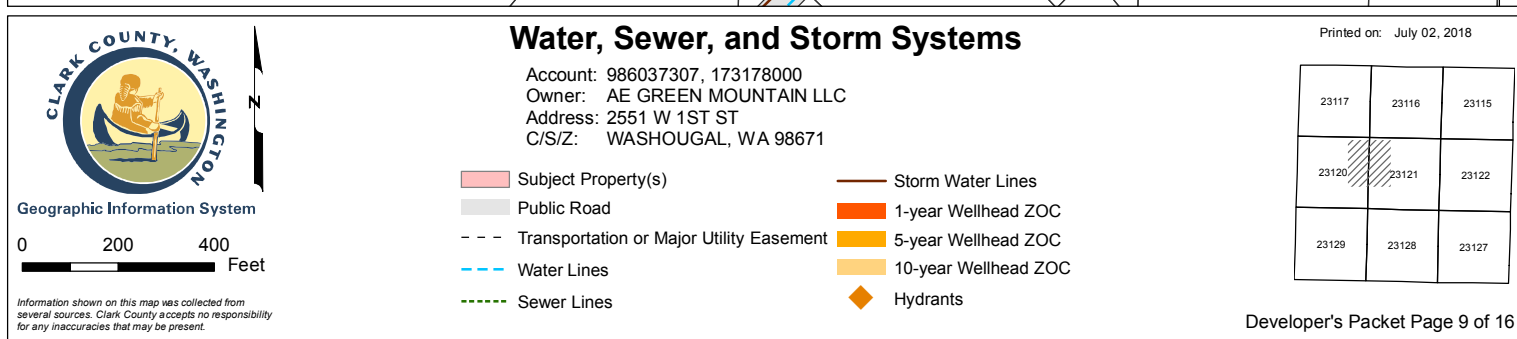 CLARK COUNTY, WASHINGTON
Geographic Information System
N
0 200 400
Feet
Information shown on this map was collected from
several sources. Clark County accepts no responsibility
for any inaccuracies that may be present.
Water, Sewer, and Storm Systems
Account: 986037307, 173178000
Owner: AE GREEN MOUNTAIN LLC
Address: 2551 W 1ST ST
C/S/Z: WASHOUGAL, WA 98671
Subject Property(s)
Public Road
Transportation or Major Utility Easement
Water Lines
Sewer Lines
Storm Water Lines
1-year Wellhead ZOC
5-year Wellhead ZOC
10-year Wellhead ZOC
Hydrants
Printed on: July 02, 2018
23117 23116 23115
23120 23121 23122
23129 23128 23127
Developer's Packet Page 9 of 16